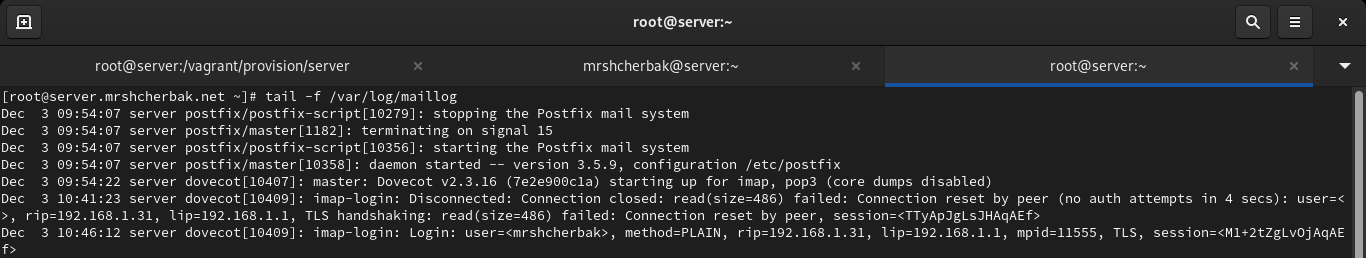 root@server:~
root@server:/vagrant/provision/server
mrshcherbak@server:~
root@server:~
[root@server.mrshcherbak.net ~]# tail -f /var/log/maillog
Dec  3 09:54:07 server postfix/postfix-script[10279]: stopping the Postfix mail system
Dec  3 09:54:07 server postfix/master[1182]: terminating on signal 15
Dec  3 09:54:07 server postfix/postfix-script[10356]: starting the Postfix mail system
Dec  3 09:54:07 server postfix/master[10358]: daemon started -- version 3.5.9, configuration /etc/postfix
Dec  3 09:54:22 server dovecot[10407]: master: Dovecot v2.3.16 (7e2e900c1a) starting up for imap, pop3 (core dumps disabled)
Dec  3 10:41:23 server dovecot[10409]: imap-login: Disconnected: Connection closed: read(size=486) failed: Connection reset by peer (no auth attempts in 4 secs): user=<
>, rip=192.168.1.31, lip=192.168.1.1, TLS handshaking: read(size=486) failed: Connection reset by peer, session=<TTyApJgLsJHAqAEf>
Dec  3 10:46:12 server dovecot[10409]: imap-login: Login: user=<mrshcherbak>, method=PLAIN, rip=192.168.1.31, lip=192.168.1.1, mpid=11555, TLS, session=<M1+2tZgLvOjAqAE
f>